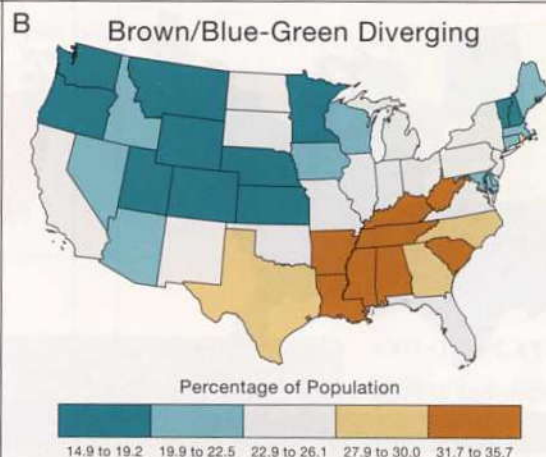 B
Brown/Blue-Green Diverging
Percentage of Population
14.9 to 19.2 19.9 to 22.5 22.9 to 26.1 27.9 to 30.0 31.7 to 35.7